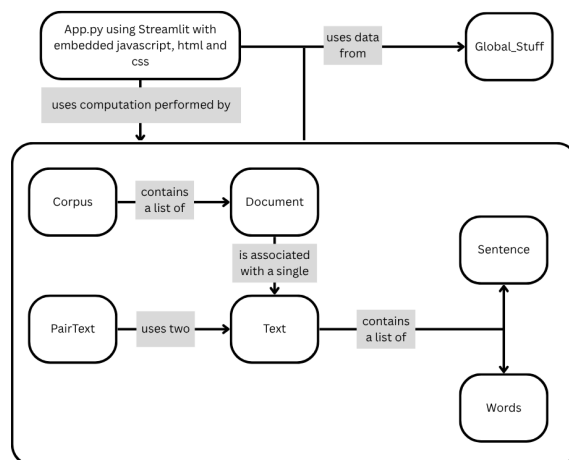 App.py using Streamlit with
embedded javascript, html and
css
uses data
from
Global_Stuff
uses computation performed by
Corpus
contains
a list of
Document
is associated
with a single
Sentence
PairText
uses two
Text
contains
a list of
Words